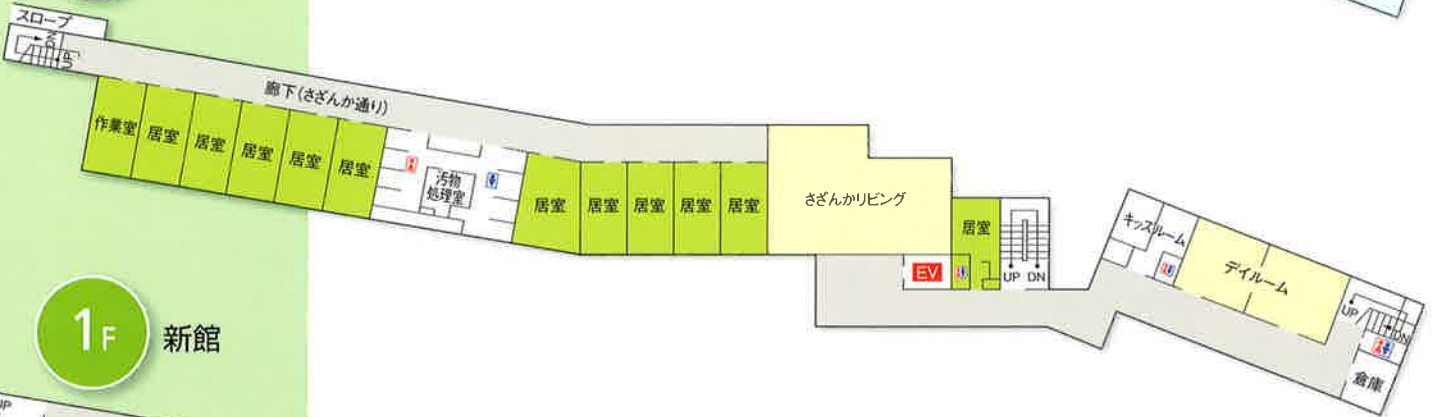 スロープ
DN
UP
廊下(さざんか通り)
作業室
居室
居室
居室
居室
居室
汚物
処理室
居室
居室
居室
居室
居室
さざんかリビング
居室
EV
UP DN
キッズルーム
デイルーム
UP
DN
倉庫
1F 新館
UP